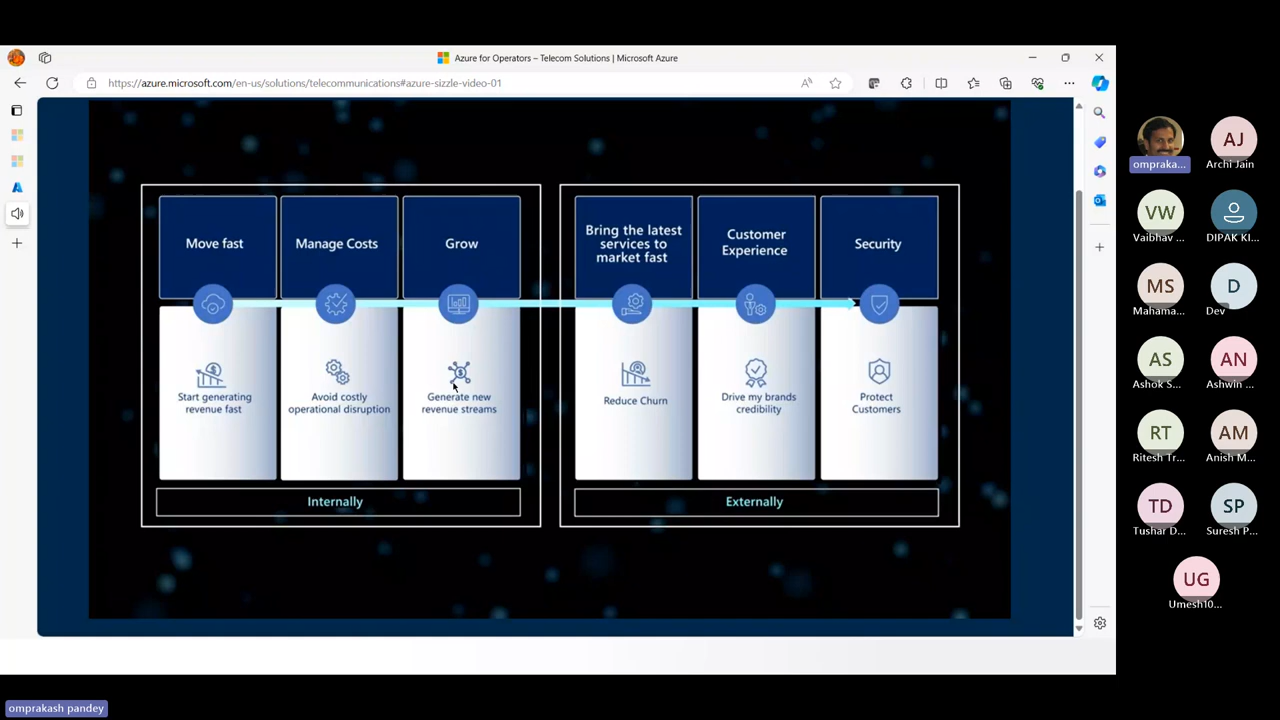 Azure for Operators – Telecom Solutions | Microsoft Azure
https://azure.microsoft.com/en-us/solutions/telecommunications#azure-sizzle-video-01
Move fast
Manage Costs
Grow
Start generating
revenue fast
Avoid costly
operational disruption
Generate new
revenue streams
Internally
Bring the latest
services to
market fast
Customer
Experience
Security
Reduce Churn
Drive my brands
credibility
Protect
Customers
Externally
ompraka...
AJ
Archi Jain
VW
Vaibhav ...
DIPAK KI...
MS
Mahama...
D
Dev
AS
Ashok S...
AN
Ashwin ...
RT
Ritesh Tr...
AM
Anish M...
TD
Tushar D...
SP
Suresh P...
UG
Umesh10...
omprakash pandey